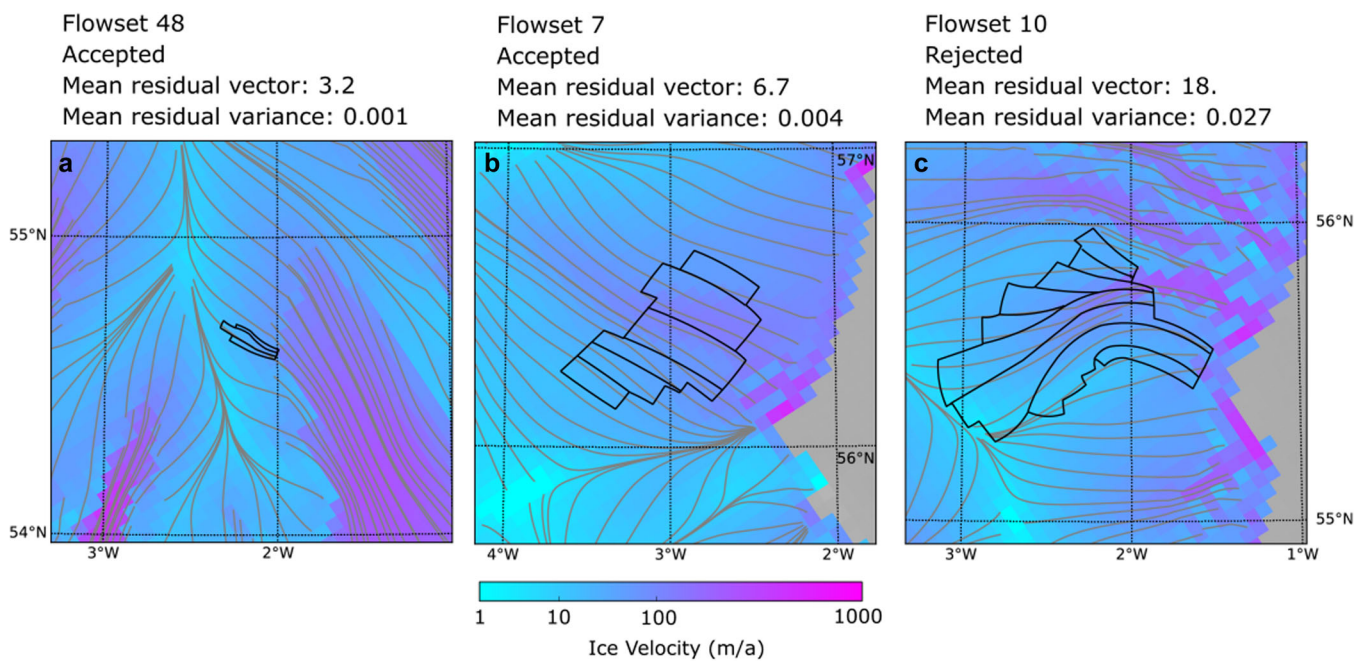 Flowset 48
Accepted
Mean residual vector: 3.2
Mean residual variance: 0.001
Flowset 7
Accepted
Mean residual vector: 6.7
Mean residual variance: 0.004
Flowset 10
Rejected
Mean residual vector: 18.
Mean residual variance: 0.027
a
55°N
54°N
3°W
2°W
b
57°N
56°N
4°W
3°W
2°W
c
56°N
55°N
3°W
2°W
1°W
1
10
100
1000
Ice Velocity (m/a)